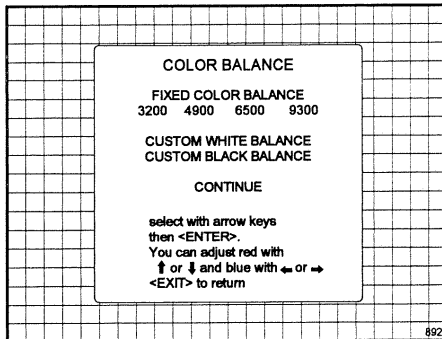 COLOR BALANCE
FIXED COLOR BALANCE
3200 4900 6500 9300
CUSTOM WHITE BALANCE
CUSTOM BLACK BALANCE
CONTINUE
select with arrow keys
then <ENTER>.
You can adjust red with
↑ or ↓ and blue with ← or →
<EXIT> to return
892